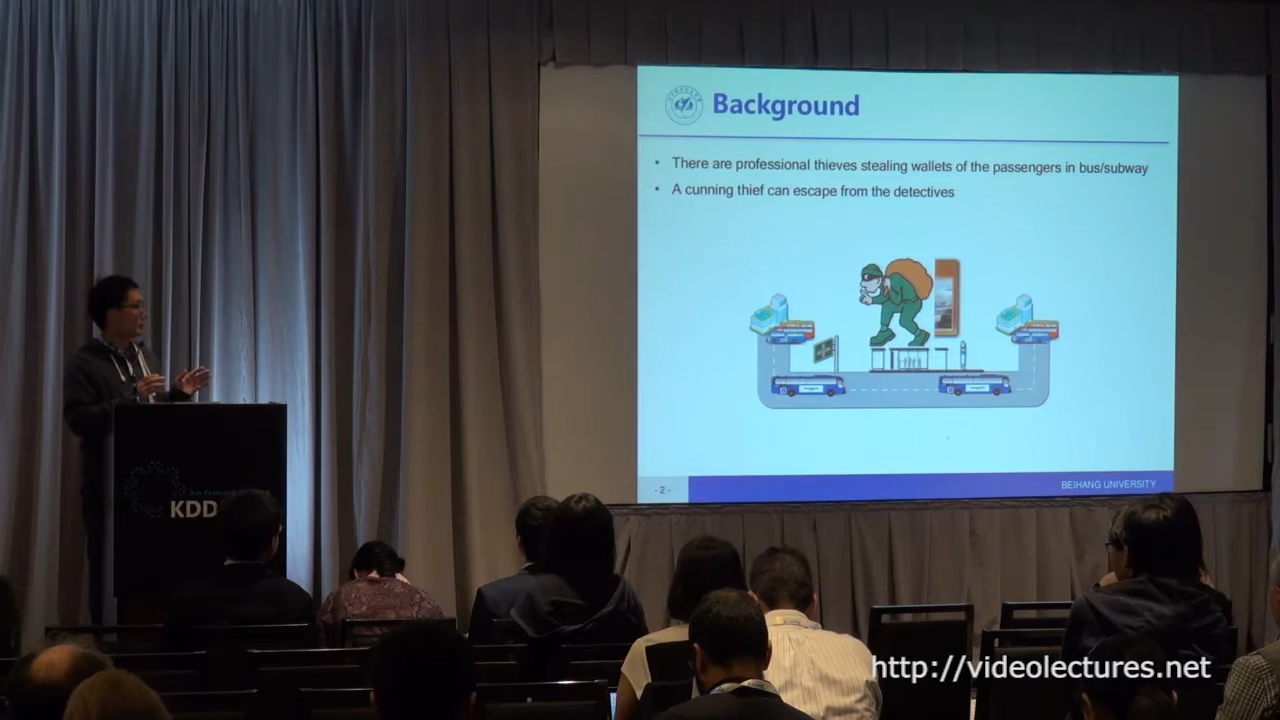 Background
• There are professional thieves stealing wallets of the passengers in bus/subway
• A cunning thief can escape from the detectives
- 2 -
BEIHANG UNIVERSITY
KDD
http://videolectures.net